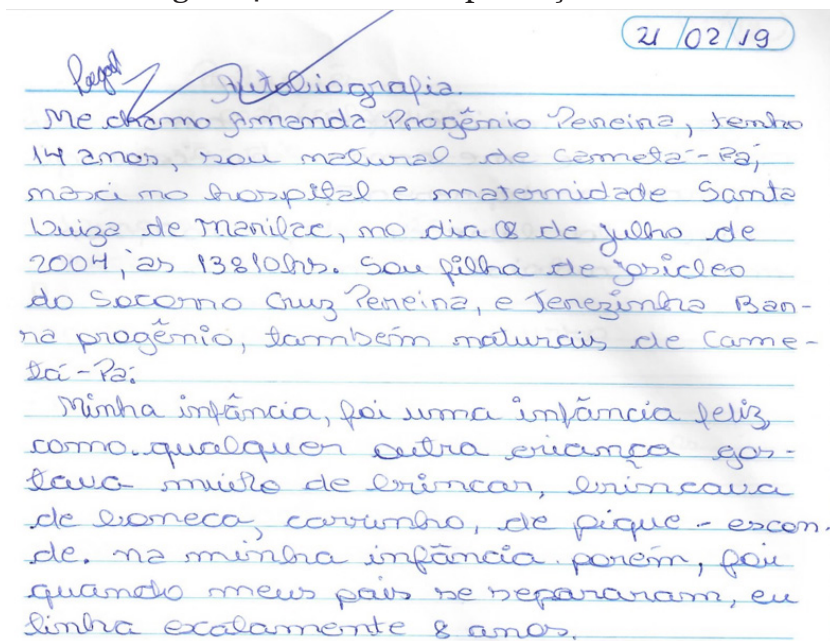 21/02/19
Legal
Autobiografia.
Me chamo Amanda Progênio Pereira, tenho
14 anos, sou natural de Cametá-Pa,
nasci no hospital e maternidade Santa
Luiza de Marilac, no dia 08 de julho de
2004, as 13:10hrs. Sou filha de Josicleo
do Socorro Cruz Pereira, e Terezinha Bar-
ra progênio, também naturais de Came-
tá-Pa.
Minha infância, foi uma infância feliz,
como qualquer outra criança gos-
tava muito de brincar, brincava
de boneca, carrinho, de pique-escon-
de. na minha infância porém, foi
quando meus pais se separaram, eu
tinha exatamente 8 anos.